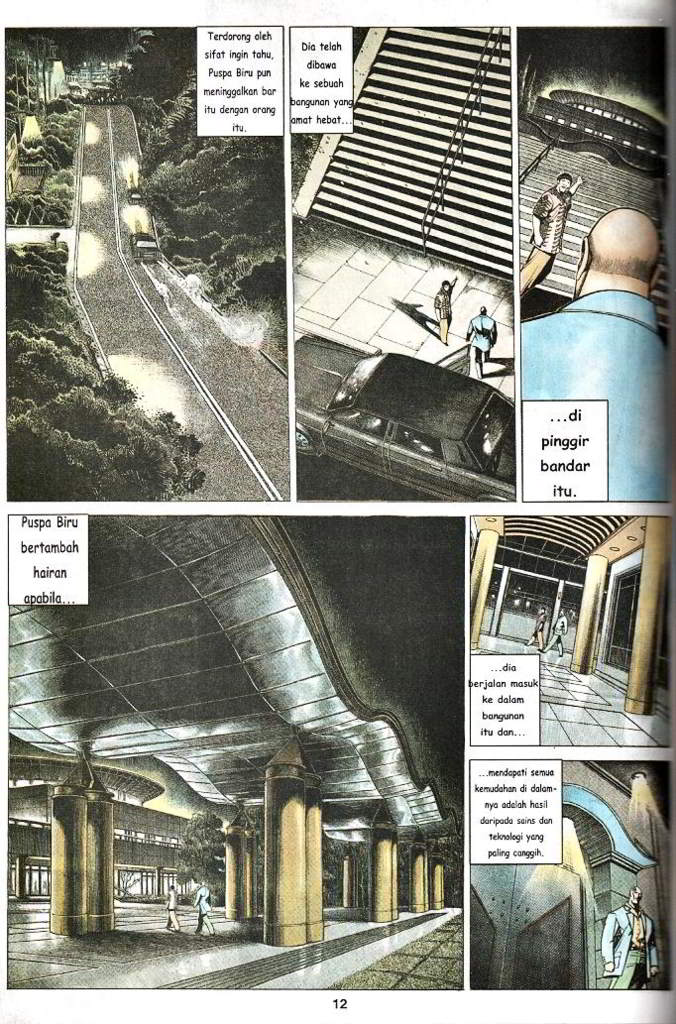 Terdorong oleh
sifat ingin tahu,
Puspa Biru pun
meninggalkan bar
itu dengan orang
itu.
Dia telah
dibawa
ke sebuah
bangunan yang
amat hebat...
...di
pinggir
bandar
itu.
Puspa Biru
bertambah
hairan
apabila...
...dia
berjalan masuk
ke dalam
bangunan
itu dan...
...mendapati semua
kemudahan di dalam-
nya adalah hasil
daripada sains dan
teknologi yang
paling canggih.
12